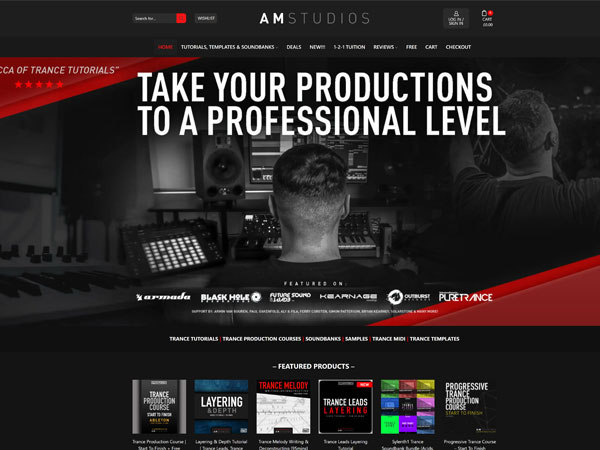 Search for...
WISHLIST
AMSTUDIOS
LOG IN /
SIGN IN
0
CART
£0.00
HOME
TUTORIALS, TEMPLATES & SOUNDBANKS
DEALS
NEW!!!
1-2-1 TUITION
REVIEWS
FREE
CART
CHECKOUT
CCA OF TRANCE TUTORIALS”
TAKE YOUR PRODUCTIONS
TO A PROFESSIONAL LEVEL
FEATURES ON:
armada
BLACK HOLE
FUTURE SOUND
KEARNAGE
OUTBURST
PURETRANCE
SUPPORT BY: ARMIN VAN BUUREN, PAUL OAKENFOLD, ALY & FILA, FERRY CORSTEN, SIMON PATTERSON, BRYAN KEARNEY, SOLARSTONE & MANY MORE!
TRANCE TUTORIALS | TRANCE PRODUCTION COURSES | SOUNDBANKS | SAMPLES | TRANCE MIDI | TRANCE TEMPLATES
– FEATURED PRODUCTS –
TRANCE
PRODUCTION
COURSE
START TO FINISH
ABLETON
LAYERING
&DEPTH
TRANCE MELODY
NEW
TRANCE LEADS
LAYERING
PROGRESSIVE
TRANCE
PRODUCTION
COURSE
START TO FINISH
Trance Production Course |
Start To Finish + Free
Layering & Depth Tutorial
| Trance Leads, Trance
Trance Melody Writing &
Deconstructing (95mins)
Trance Leads Layering
Tutorial
Sylenth1 Trance
Soundbank Bundle (Acids
Progressive Trance Course
– Start To Finish